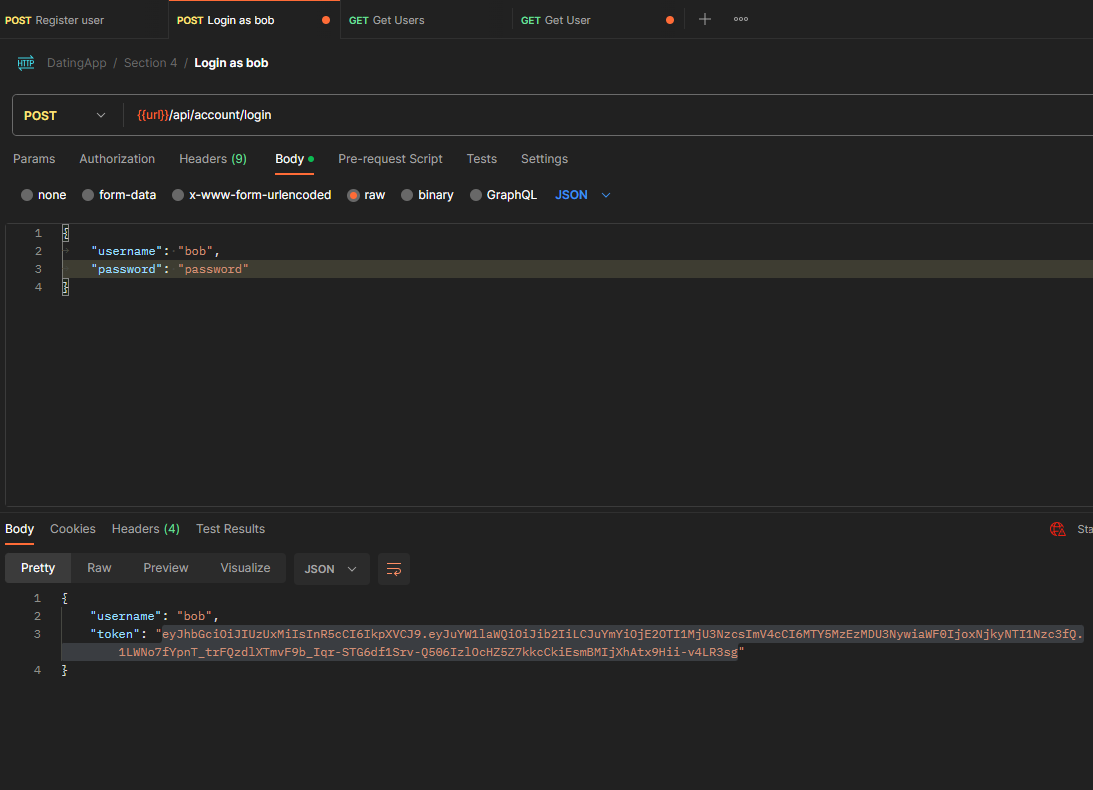 POST Register user
POST Login as bob
GET Get Users
GET Get User
HTTP DatingApp / Section 4 / Login as bob
POST {{url}}/api/account/login
Params Authorization Headers (9) Body Pre-request Script Tests Settings
none form-data x-www-form-urlencoded raw binary GraphQL JSON
1 {
2 "username": "bob",
3 "password": "password"
4 }
Body Cookies Headers (4) Test Results Sta
Pretty Raw Preview Visualize JSON
1 {
2 "username": "bob",
3 "token": "eyJhbGciOiJIUzUxMiIsInR5cCI6IkpXVCJ9.eyJuYW1laWQiOiJib2IiLCJuYmYiOjE2OTI1MjU3NzcsImV4cCI6MTY5MzEzMDU3NywiaWF0IjoxNjkyNTI1Nzc3fQ.
1LWNo7fYpnT_trFQzdlXTmvF9b_Iqr-STG6df1Srv-Q506IzlOcHZ5Z7kkcCkiEsmBMIjXhAtx9Hii-v4LR3sg"
4 }